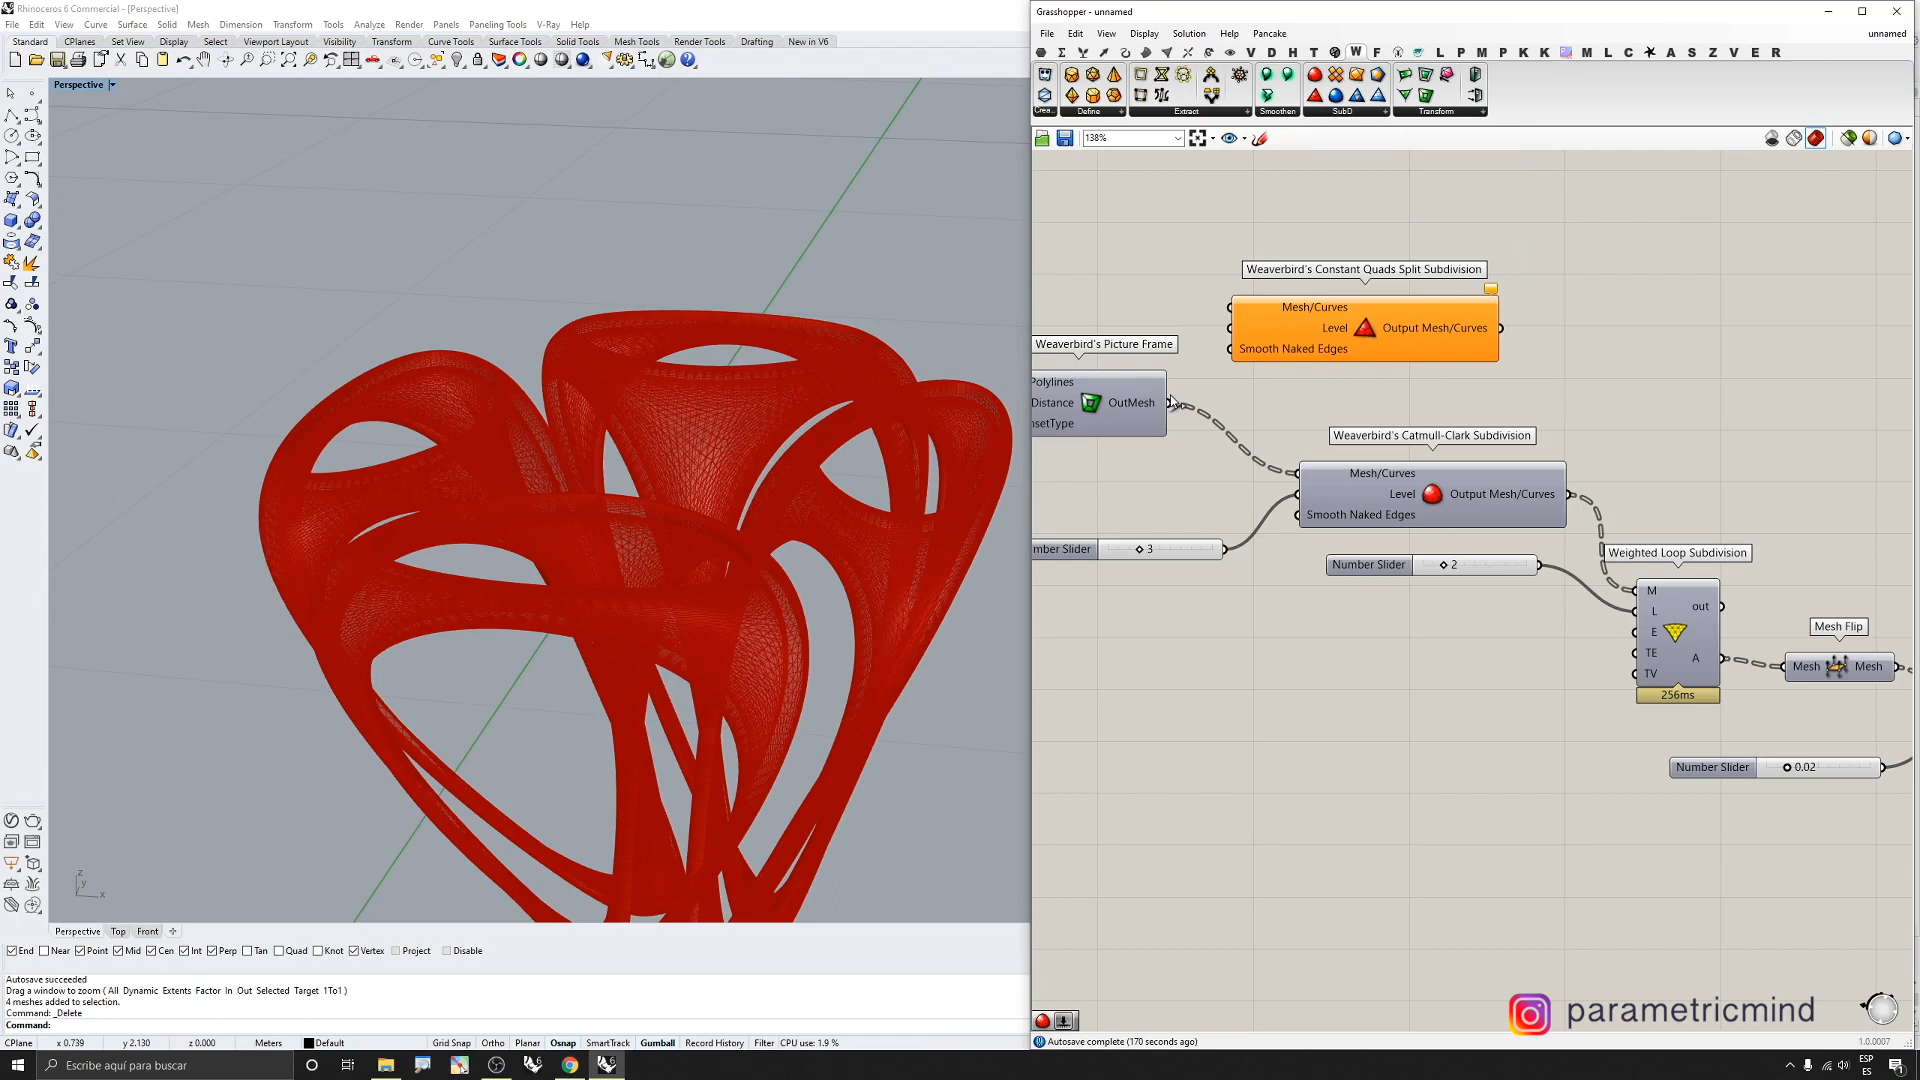 Rhinoceros 6 Commercial - [Perspective]
File Edit View Curve Surface Solid Mesh Dimension Transform Tools Analyze Render Panels Paneling Tools V-Ray Help
Standard CPlanes Set View Display Select Viewport Layout Visibility Transform Curve Tools Surface Tools Solid Tools Mesh Tools Render Tools Drafting New in V6
Perspective
z
y
x
Perspective Top Front
End Near Point Mid Cen Int Perp Tan Quad Knot Vertex Project Disable
Autosave succeeded
Drag a window to zoom ( All Dynamic Extents Factor In Out Selected Target 1To1 )
4 meshes added to selection.
Command: _Delete
Command:
CPlane x 0.739 y 2.130 z 0.000 Meters Default Grid Snap Ortho Planar Osnap SmartTrack Gumball Record History Filter CPU use: 1.9 %
Grasshopper - unnamed
File Edit View Display Solution Help Pancake unnamed
V D H T W F L P M P K K M L C A S Z V E R
Crea... Define Extract Smoothen SubD Transform
138%
Weaverbird's Constant Quads Split Subdivision
Mesh/Curves
Level Output Mesh/Curves
Smooth Naked Edges
Weaverbird's Picture Frame
Polylines
Distance OutMesh
nsetType
Weaverbird's Catmull-Clark Subdivision
Mesh/Curves
Level Output Mesh/Curves
Smooth Naked Edges
mber Slider 3
Number Slider 2
Weighted Loop Subdivision
M
L
E
TE
TV
out
A
256ms
Mesh Flip
Mesh Mesh
Number Slider 0.02
parametricmind
Autosave complete (170 seconds ago) 1.0.0007
Escribe aquí para buscar
ESP
ES